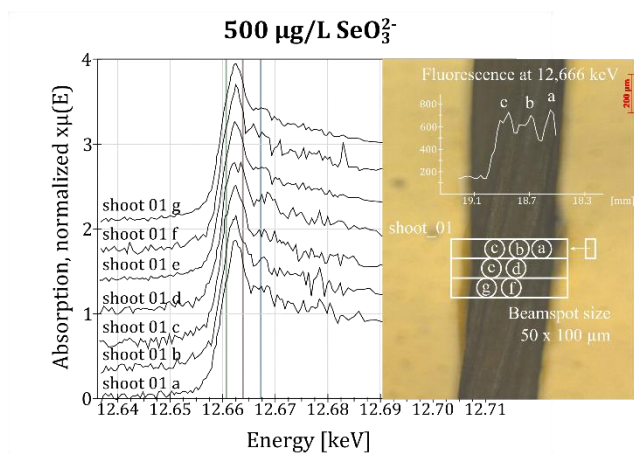 500 µg/L SeO₃²⁻
Absorption, normalized xµ(E)
4
3
2
1
0
shoot 01 g
shoot 01 f
shoot 01 e
shoot 01 d
shoot 01 c
shoot 01 b
shoot 01 a
12.64 12.65 12.66 12.67 12.68 12.69 12.70 12.71
Energy [keV]
Fluorescence at 12,666 keV
200 µm
c b a
800
600
400
200
19.1 18.7 18.3
[mm]
shoot_01
c b a
c d
g f
Beamspot size
50 x 100 µm